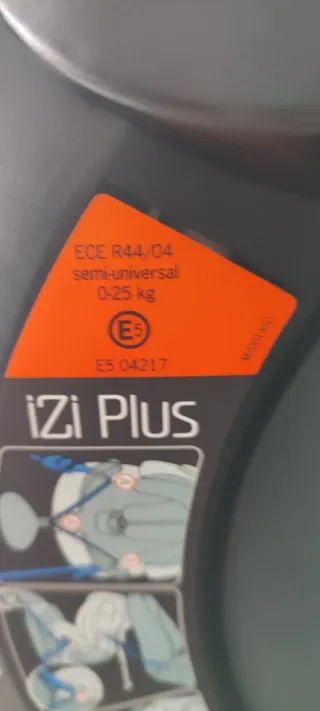 ECE R44/04
semi-universal
0-25 kg
E5
E5 04217
iZi Plus